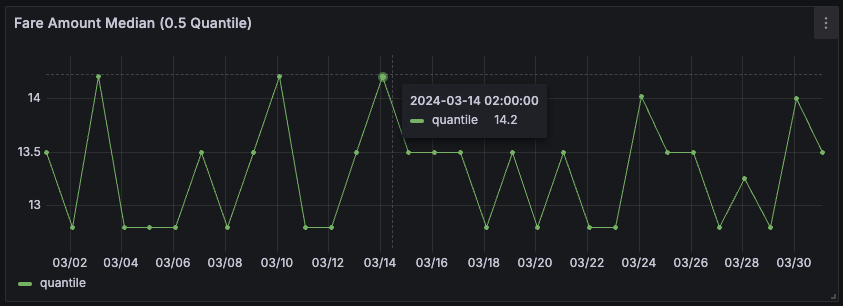 Fare Amount Median (0.5 Quantile)
14
13.5
13
2024-03-14 02:00:00
quantile 14.2
03/02 03/04 03/06 03/08 03/10 03/12 03/14 03/16 03/18 03/20 03/22 03/24 03/26 03/28 03/30
quantile